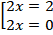 [2x = 2
[2x = 0